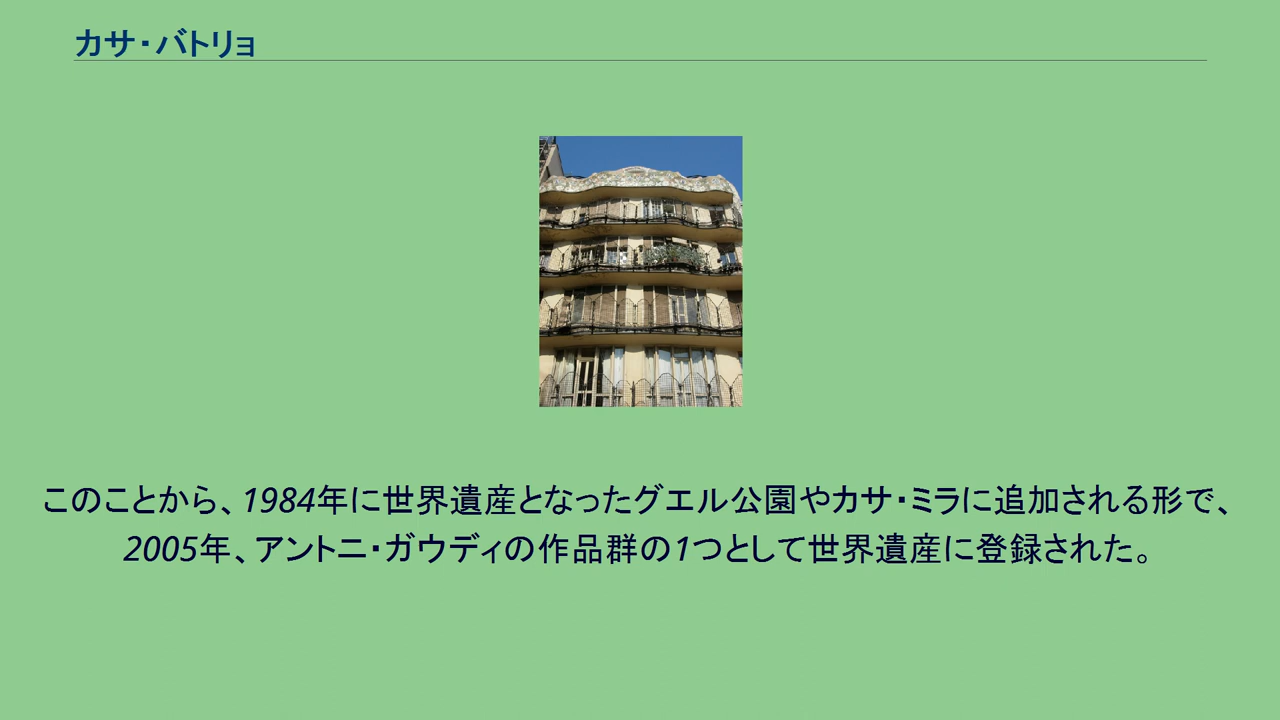 カサ・バトリョ
このことから、1984年に世界遺産となったグエル公園やカサ・ミラに追加される形で、
2005年、アントニ・ガウディの作品群の1つとして世界遺産に登録された。